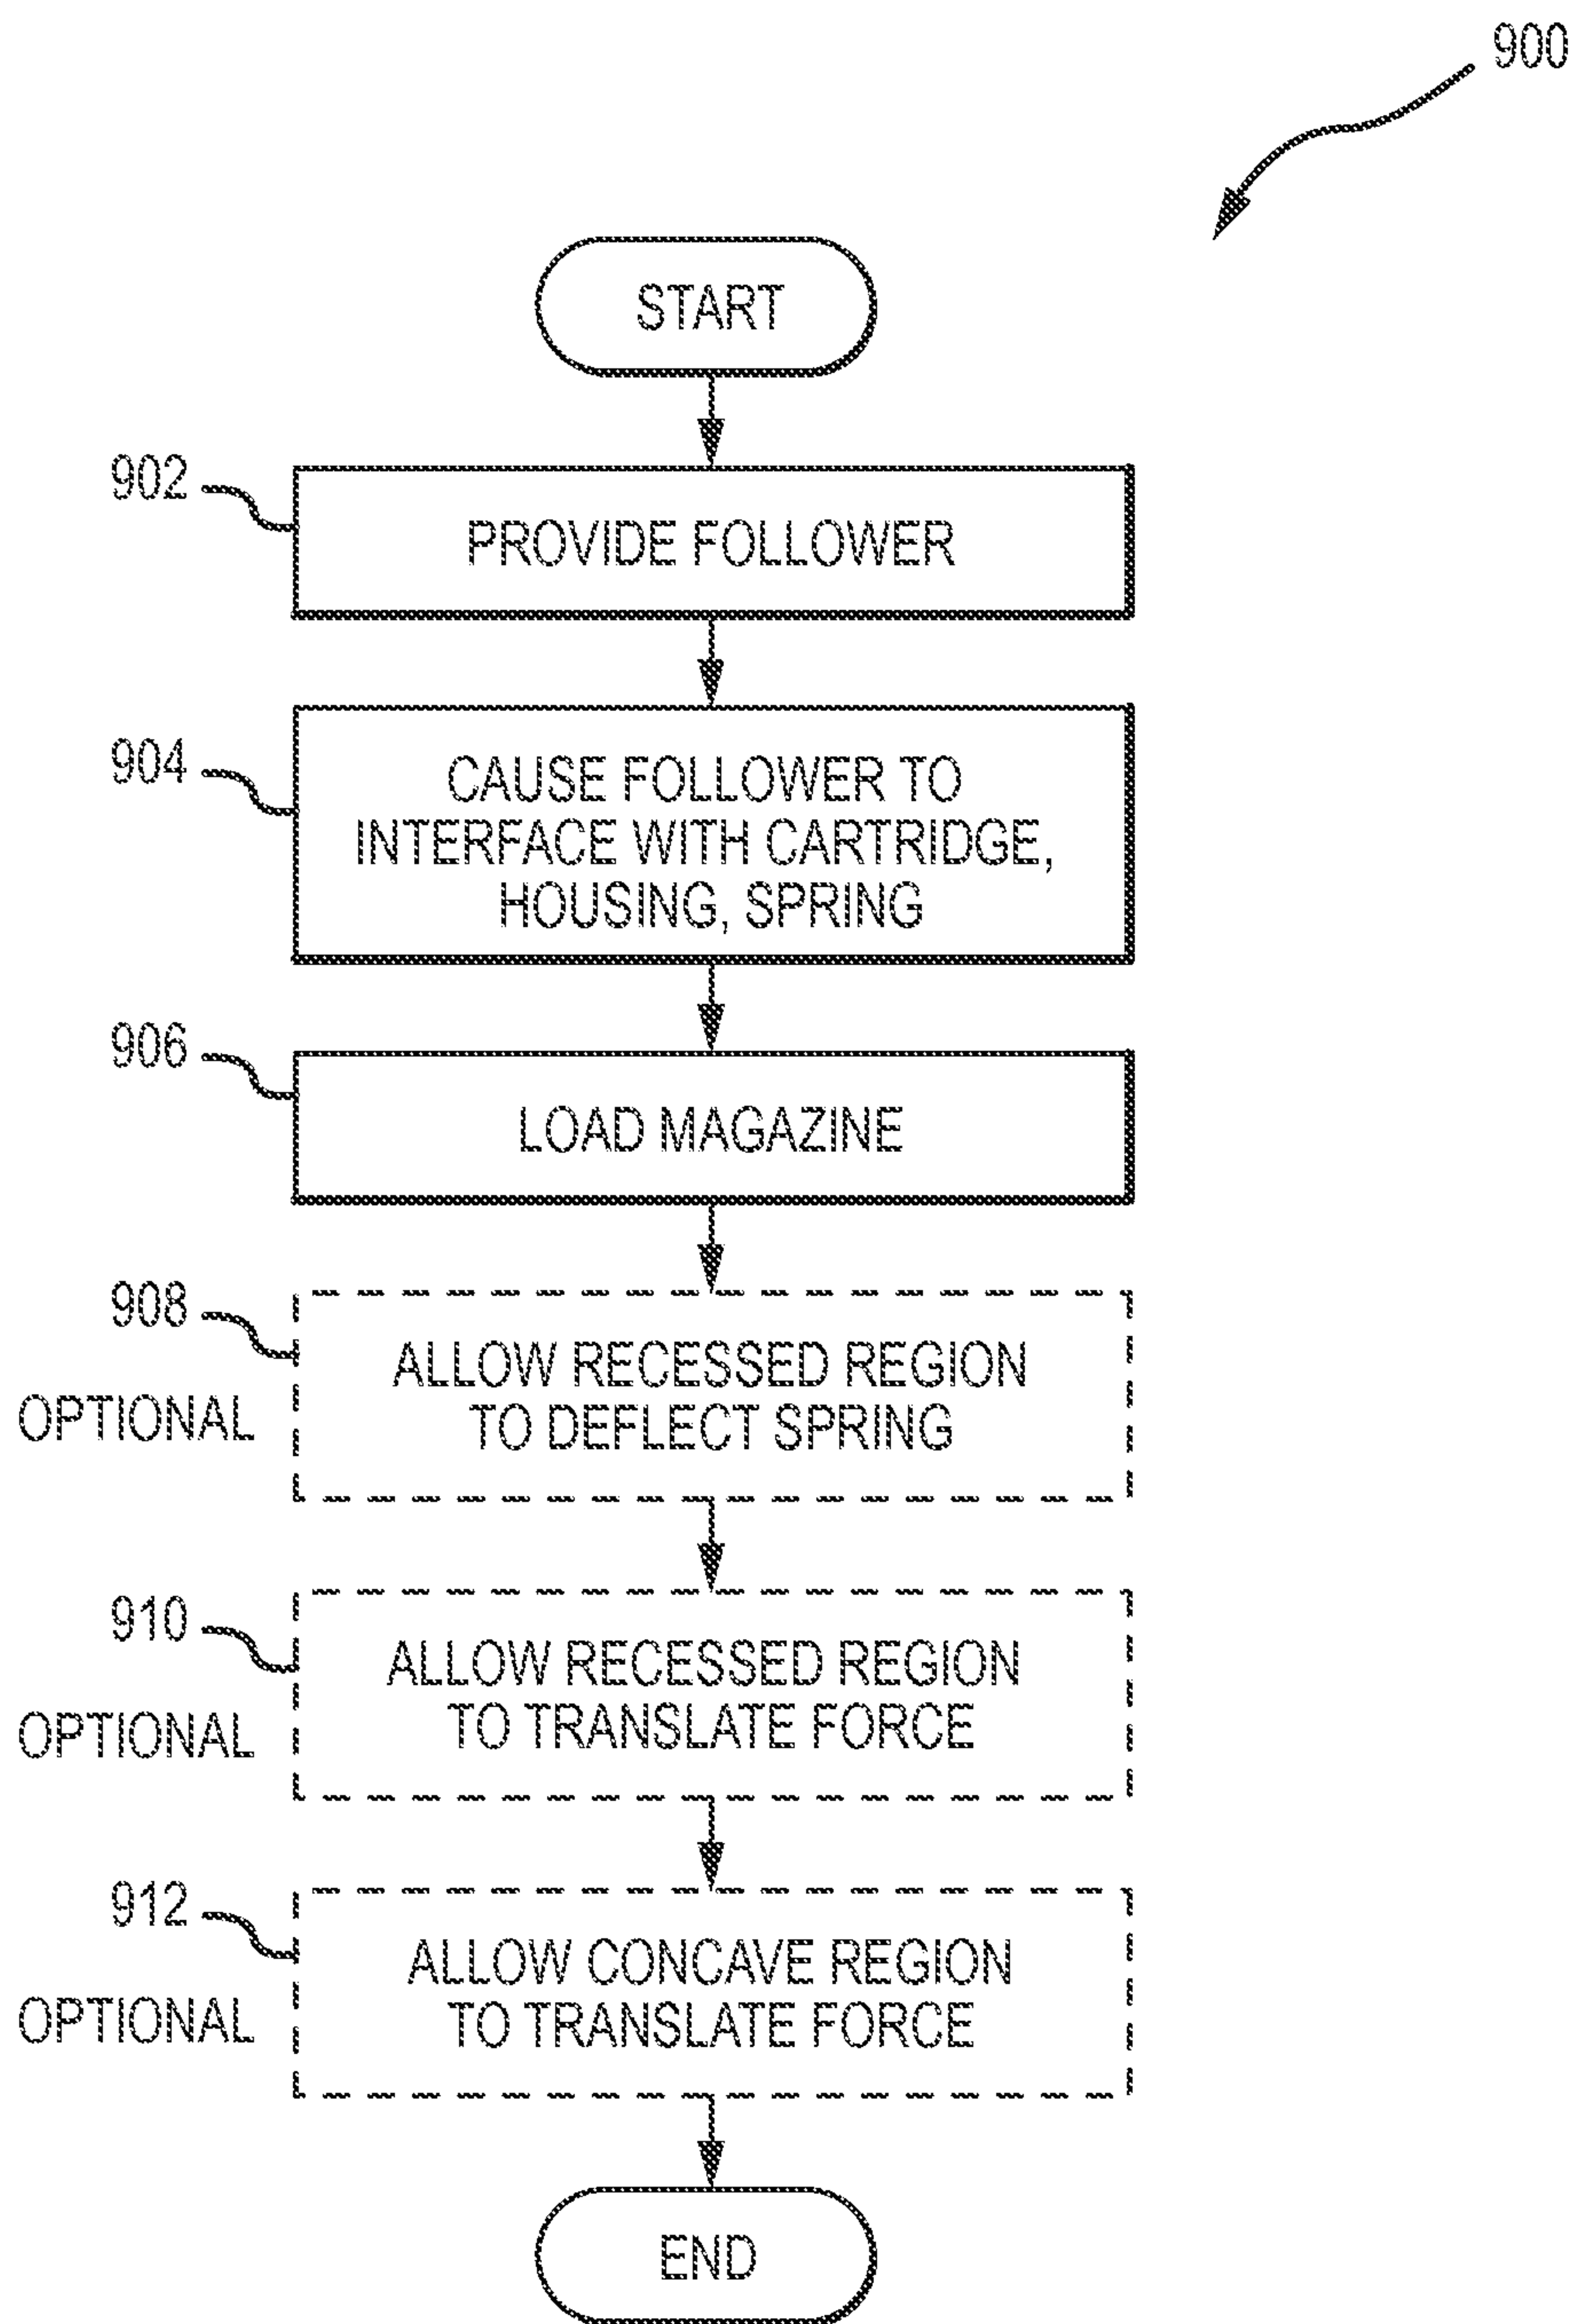 900
START
902
PROVIDE FOLLOWER
904
CAUSE FOLLOWER TO
INTERFACE WITH CARTRIDGE,
HOUSING, SPRING
906
LOAD MAGAZINE
908
OPTIONAL
ALLOW RECESSED REGION
TO DEFLECT SPRING
910
OPTIONAL
ALLOW RECESSED REGION
TO TRANSLATE FORCE
912
OPTIONAL
ALLOW CONCAVE REGION
TO TRANSLATE FORCE
END